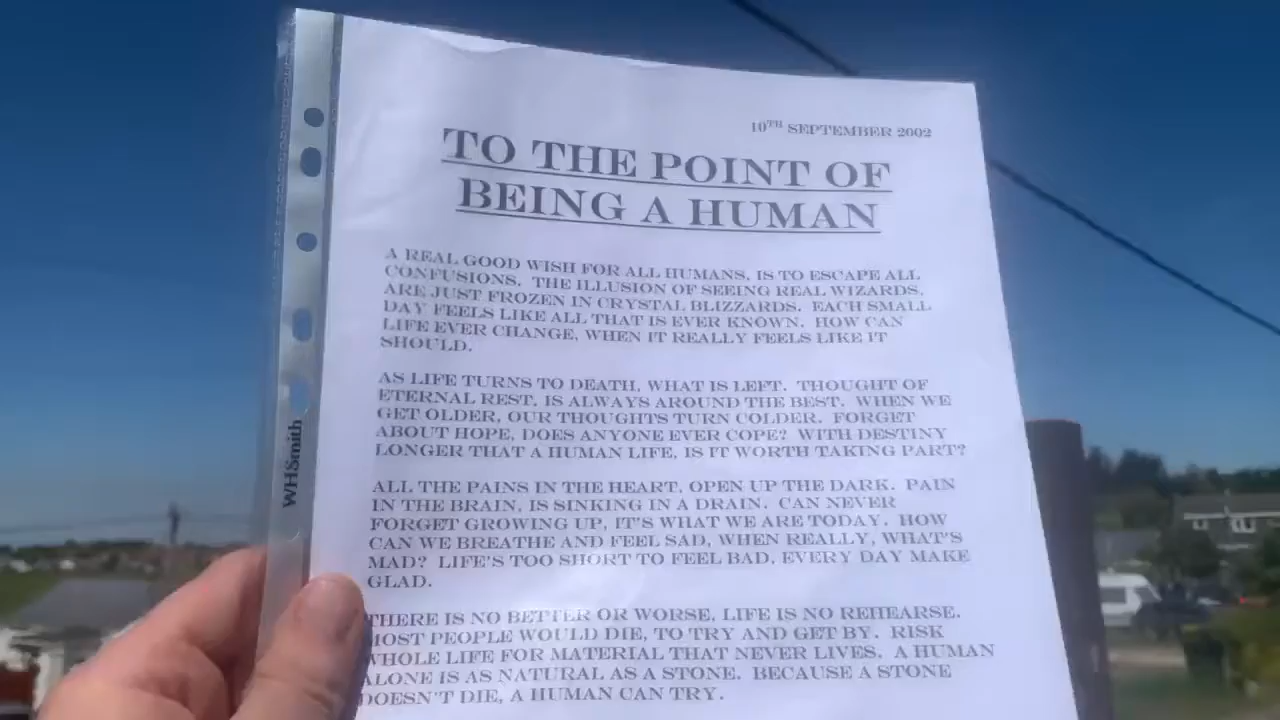 10TH SEPTEMBER 2002
TO THE POINT OF
BEING A HUMAN
A REAL GOOD WISH FOR ALL HUMANS, IS TO ESCAPE ALL
CONFUSIONS. THE ILLUSION OF SEEING REAL WIZARDS,
ARE JUST FROZEN IN CRYSTAL BLIZZARDS. EACH SMALL
DAY FEELS LIKE ALL THAT IS EVER KNOWN. HOW CAN
LIFE EVER CHANGE, WHEN IT REALLY FEELS LIKE IT
SHOULD.
AS LIFE TURNS TO DEATH, WHAT IS LEFT. THOUGHT OF
ETERNAL REST, IS ALWAYS AROUND THE BEST. WHEN WE
GET OLDER, OUR THOUGHTS TURN COLDER. FORGET
ABOUT HOPE, DOES ANYONE EVER COPE? WITH DESTINY
LONGER THAT A HUMAN LIFE, IS IT WORTH TAKING PART?
ALL THE PAINS IN THE HEART, OPEN UP THE DARK. PAIN
IN THE BRAIN, IS SINKING IN A DRAIN. CAN NEVER
FORGET GROWING UP, IT'S WHAT WE ARE TODAY. HOW
CAN WE BREATHE AND FEEL SAD, WHEN REALLY, WHAT'S
MAD? LIFE'S TOO SHORT TO FEEL BAD, EVERY DAY MAKE
GLAD.
THERE IS NO BETTER OR WORSE, LIFE IS NO REHEARSE.
MOST PEOPLE WOULD DIE, TO TRY AND GET BY. RISK
WHOLE LIFE FOR MATERIAL THAT NEVER LIVES. A HUMAN
ALONE IS AS NATURAL AS A STONE. BECAUSE A STONE
DOESN'T DIE, A HUMAN CAN TRY.
WHSmith